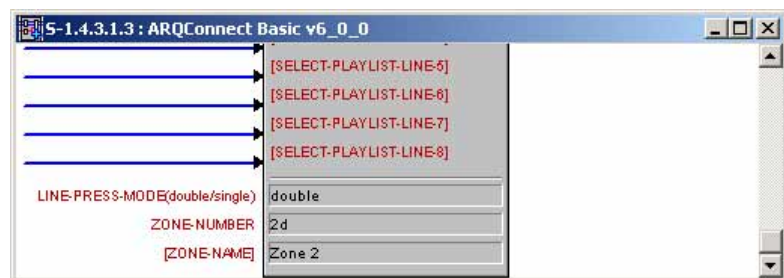 S-1.4.3.1.3 : ARQConnect Basic v6_0_0
[SELECT-PLAYLIST-LINE-5]
[SELECT-PLAYLIST-LINE-6]
[SELECT-PLAYLIST-LINE-7]
[SELECT-PLAYLIST-LINE-8]
LINE-PRESS-MODE(double/single) double
ZONE-NUMBER 2d
[ZONE-NAME] Zone 2